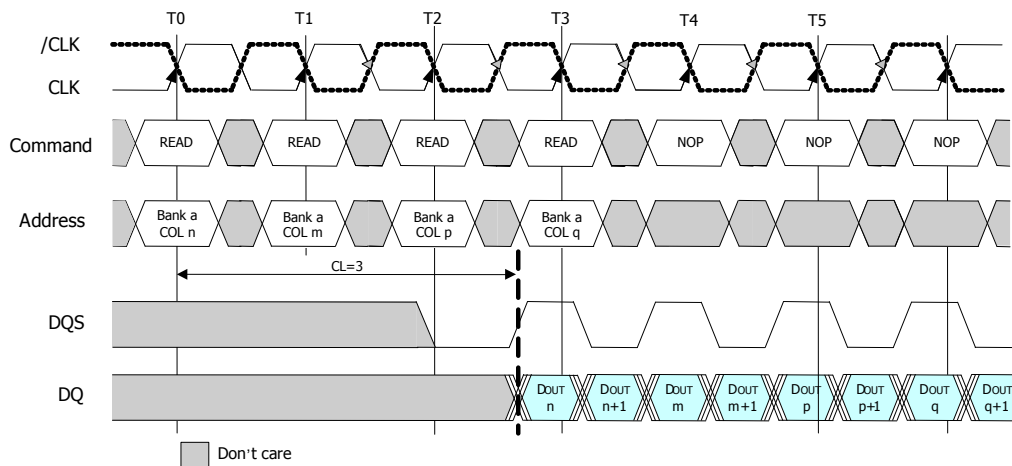 T0 T1 T2 T3 T4 T5
/CLK
CLK
Command READ READ READ READ NOP NOP NOP
Address Bank a COL n Bank a COL m Bank a COL p Bank a COL q
CL=3
DQS
DQ DOUT n DOUT n+1 DOUT m DOUT m+1 DOUT p DOUT p+1 DOUT q DOUT q+1
Don't care